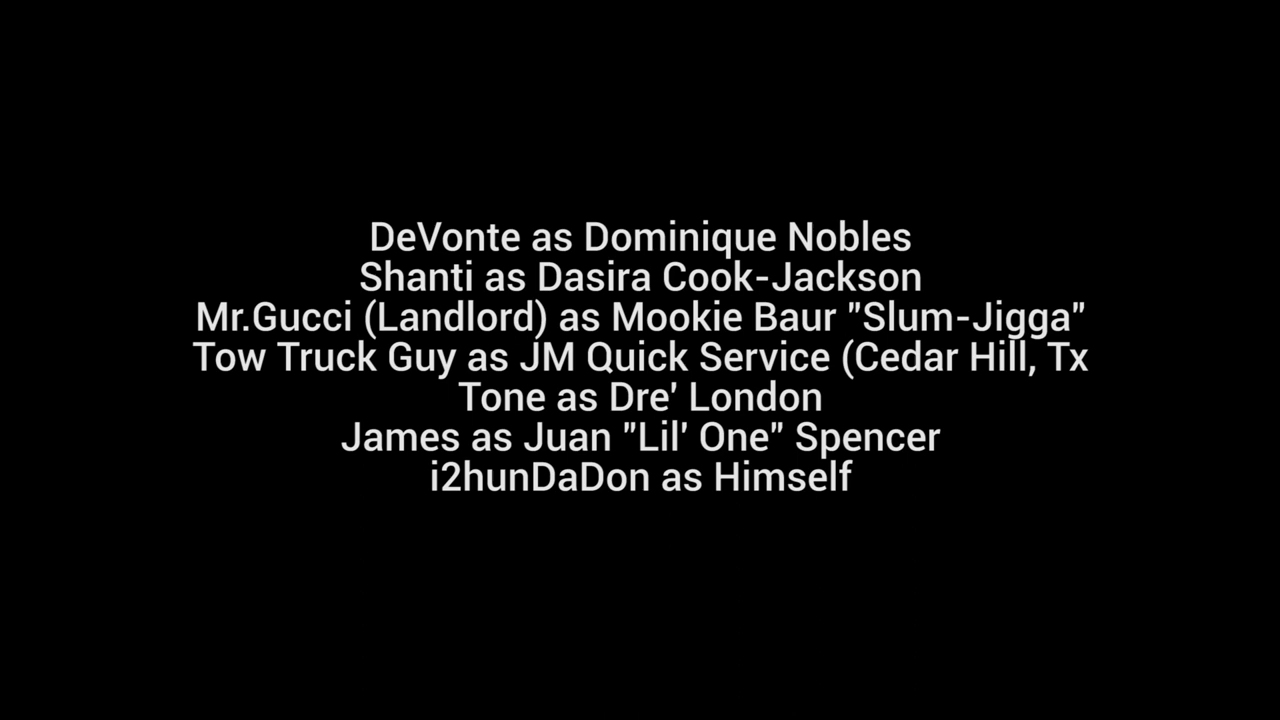 DeVonte as Dominique Nobles
Shanti as Dasira Cook-Jackson
Mr.Gucci (Landlord) as Mookie Baur "Slum-Jigga"
Tow Truck Guy as JM Quick Service (Cedar Hill, Tx
Tone as Dre' London
James as Juan "Lil' One" Spencer
i2hunDaDon as Himself